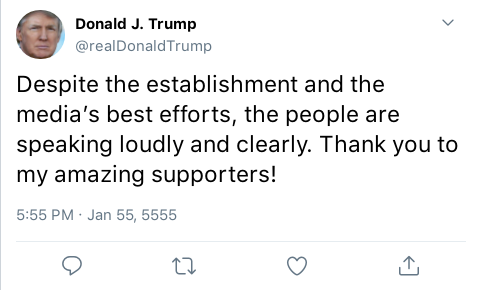 Donald J. Trump
@realDonaldTrump
Despite the establishment and the
media’s best efforts, the people are
speaking loudly and clearly. Thank you to
my amazing supporters!
5:55 PM · Jan 55, 5555